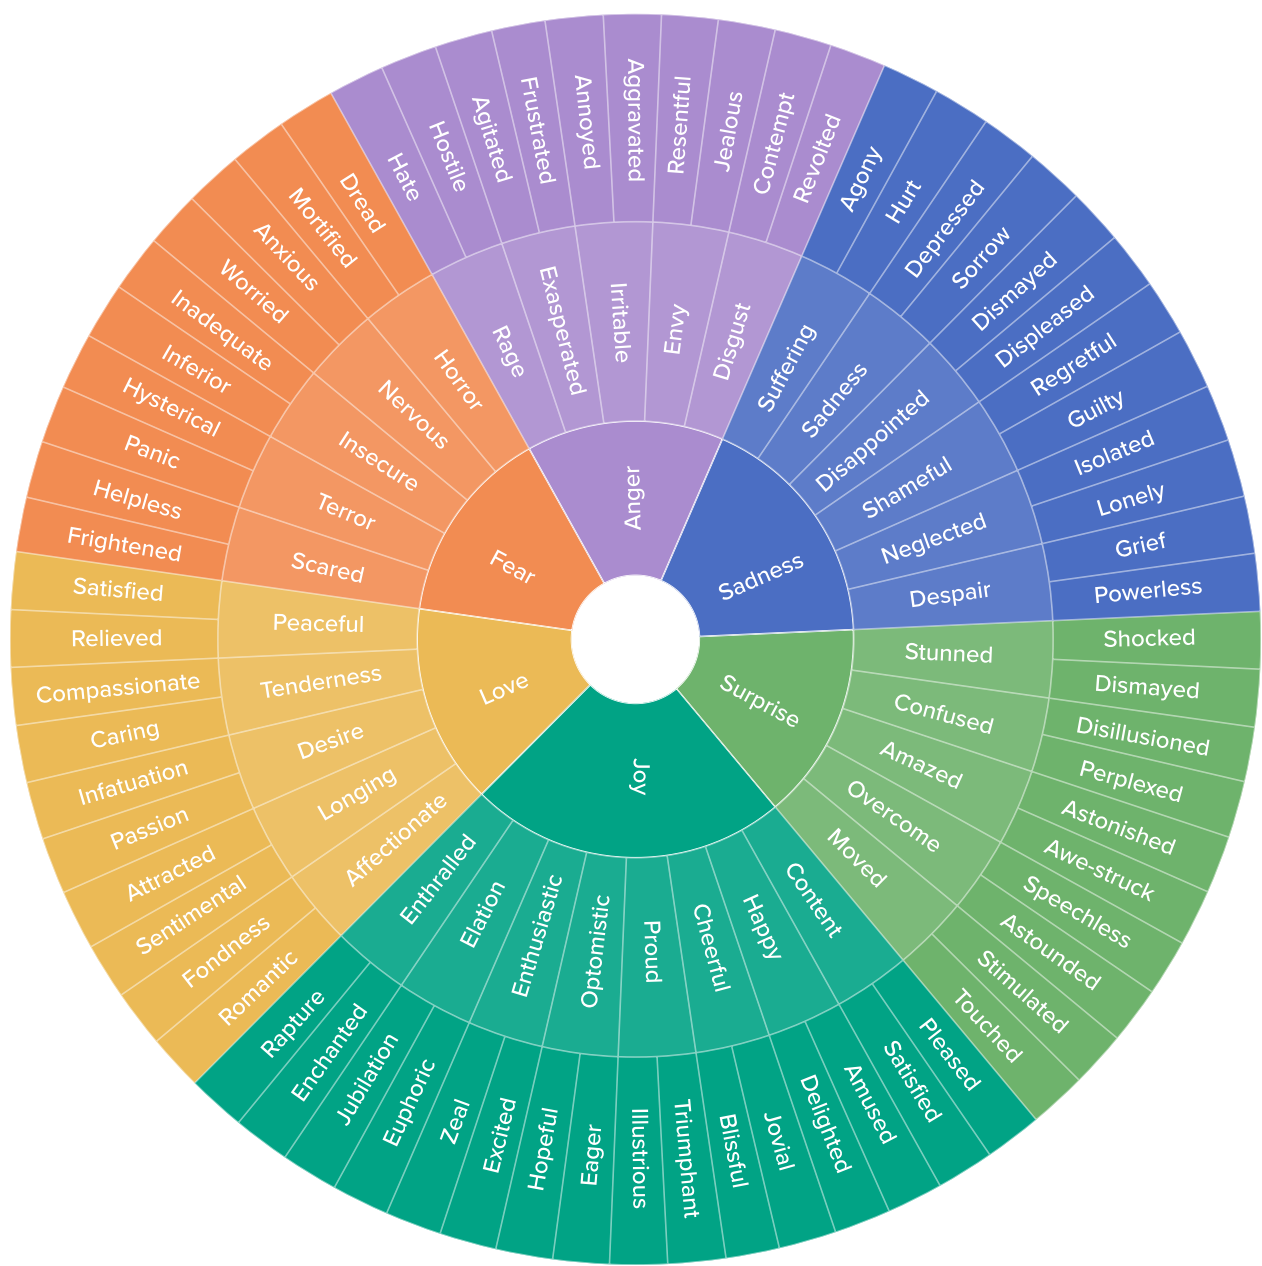 Anger
Rage
Hate
Hostile
Exasperated
Agitated
Frustrated
Irritable
Annoyed
Aggravated
Envy
Resentful
Jealous
Disgust
Contempt
Revolted
Sadness
Suffering
Agony
Hurt
Sadness
Depressed
Sorrow
Disappointed
Dismayed
Displeased
Shameful
Regretful
Guilty
Neglected
Isolated
Lonely
Despair
Grief
Powerless
Surprise
Stunned
Shocked
Dismayed
Confused
Disillusioned
Perplexed
Amazed
Astonished
Awe-struck
Overcome
Speechless
Astounded
Moved
Stimulated
Touched
Joy
Content
Pleased
Satisfied
Happy
Amused
Delighted
Cheerful
Jovial
Blissful
Proud
Triumphant
Illustrious
Optomistic
Eager
Hopeful
Enthusiastic
Excited
Zeal
Elation
Euphoric
Jubilation
Enthralled
Enchanted
Rapture
Love
Affectionate
Romantic
Fondness
Longing
Sentimental
Attracted
Desire
Passion
Infatuation
Tenderness
Caring
Compassionate
Peaceful
Relieved
Satisfied
Fear
Scared
Frightened
Helpless
Terror
Panic
Hysterical
Insecure
Inferior
Inadequate
Nervous
Worried
Anxious
Horror
Mortified
Dread